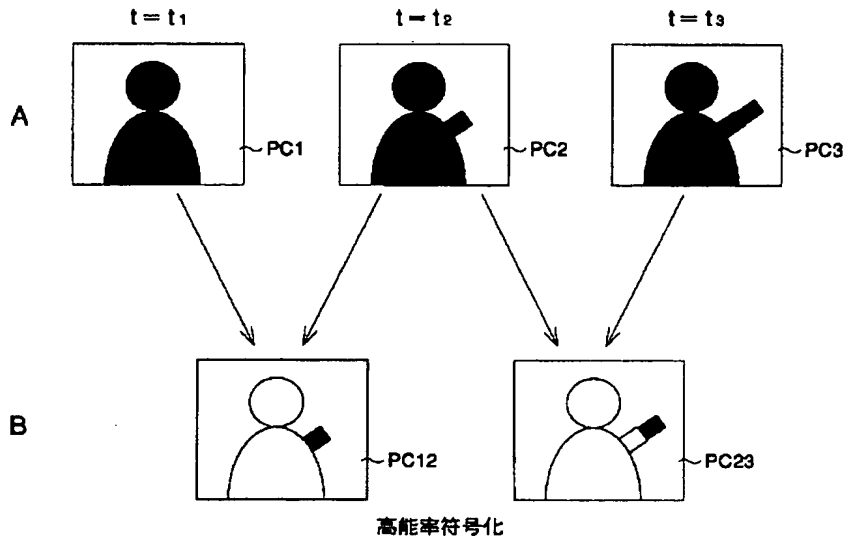 t = t1 t = t2 t = t3
A
PC1 PC2 PC3
B
PC12 PC23
高能率符号化